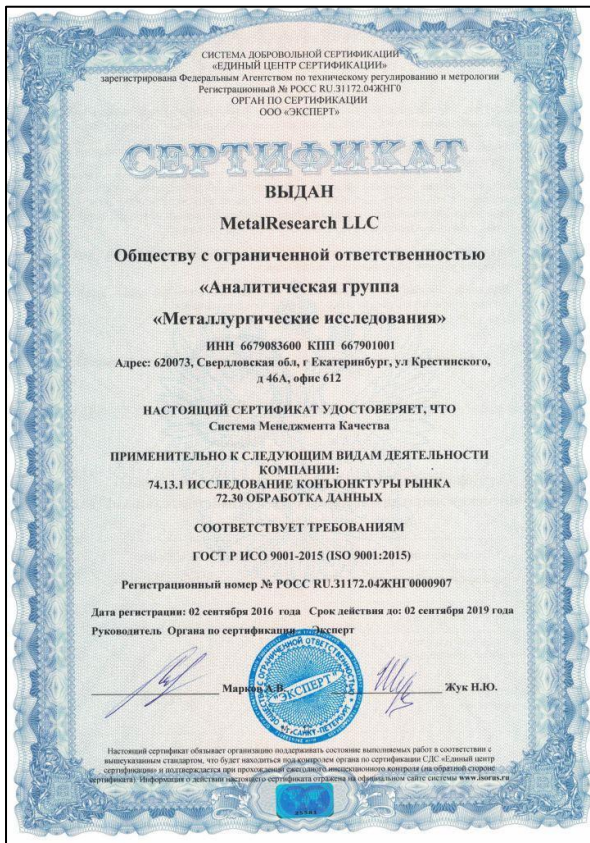 СИСТЕМА ДОБРОВОЛЬНОЙ СЕРТИФИКАЦИИ
«ЕДИНЫЙ ЦЕНТР СЕРТИФИКАЦИИ»
зарегистрирована Федеральным Агентством по техническому регулированию и метрологии
Регистрационный № РОСС RU.31172.04ЖНГ0
ОРГАН ПО СЕРТИФИКАЦИИ
ООО «ЭКСПЕРТ»
СЕРТИФИКАТ
ВЫДАН
MetalResearch LLC
Обществу с ограниченной ответственностью
«Аналитическая группа
«Металлургические исследования»
ИНН 6679083600 КПП 667901001
Адрес: 620073, Свердловская обл, г Екатеринбург, ул Крестинского,
д 46А, офис 612
НАСТОЯЩИЙ СЕРТИФИКАТ УДОСТОВЕРЯЕТ, ЧТО
Система Менеджмента Качества
ПРИМЕНИТЕЛЬНО К СЛЕДУЮЩИМ ВИДАМ ДЕЯТЕЛЬНОСТИ
КОМПАНИИ:
74.13.1 ИССЛЕДОВАНИЕ КОНЪЮНКТУРЫ РЫНКА
72.30 ОБРАБОТКА ДАННЫХ
СООТВЕТСТВУЕТ ТРЕБОВАНИЯМ
ГОСТ Р ИСО 9001-2015 (ISO 9001:2015)
Регистрационный номер № РОСС RU.31172.04ЖНГ0000907
Дата регистрации: 02 сентября 2016 года Срок действия до: 02 сентября 2019 года
Руководитель Органа по сертификации Эксперт
Марков А.В. Жук Н.Ю.
ОБЩЕСТВО С ОГРАНИЧЕННОЙ ОТВЕТСТВЕННОСТЬЮ
"ЭКСПЕРТ"
САНКТ-ПЕТЕРБУРГ
Настоящий сертификат обязывает организацию поддерживать состояние выполняемых работ в соответствии с
вышеуказанным стандартом, что будет находиться под контролем органа по сертификации СДС «Единый центр
сертификации» и подтверждается при прохождении ежегодного инспекционного контроля (на обратной стороне
сертификата). Информация о действии настоящего сертификата отражена на официальном сайте системы www.isorus.ru